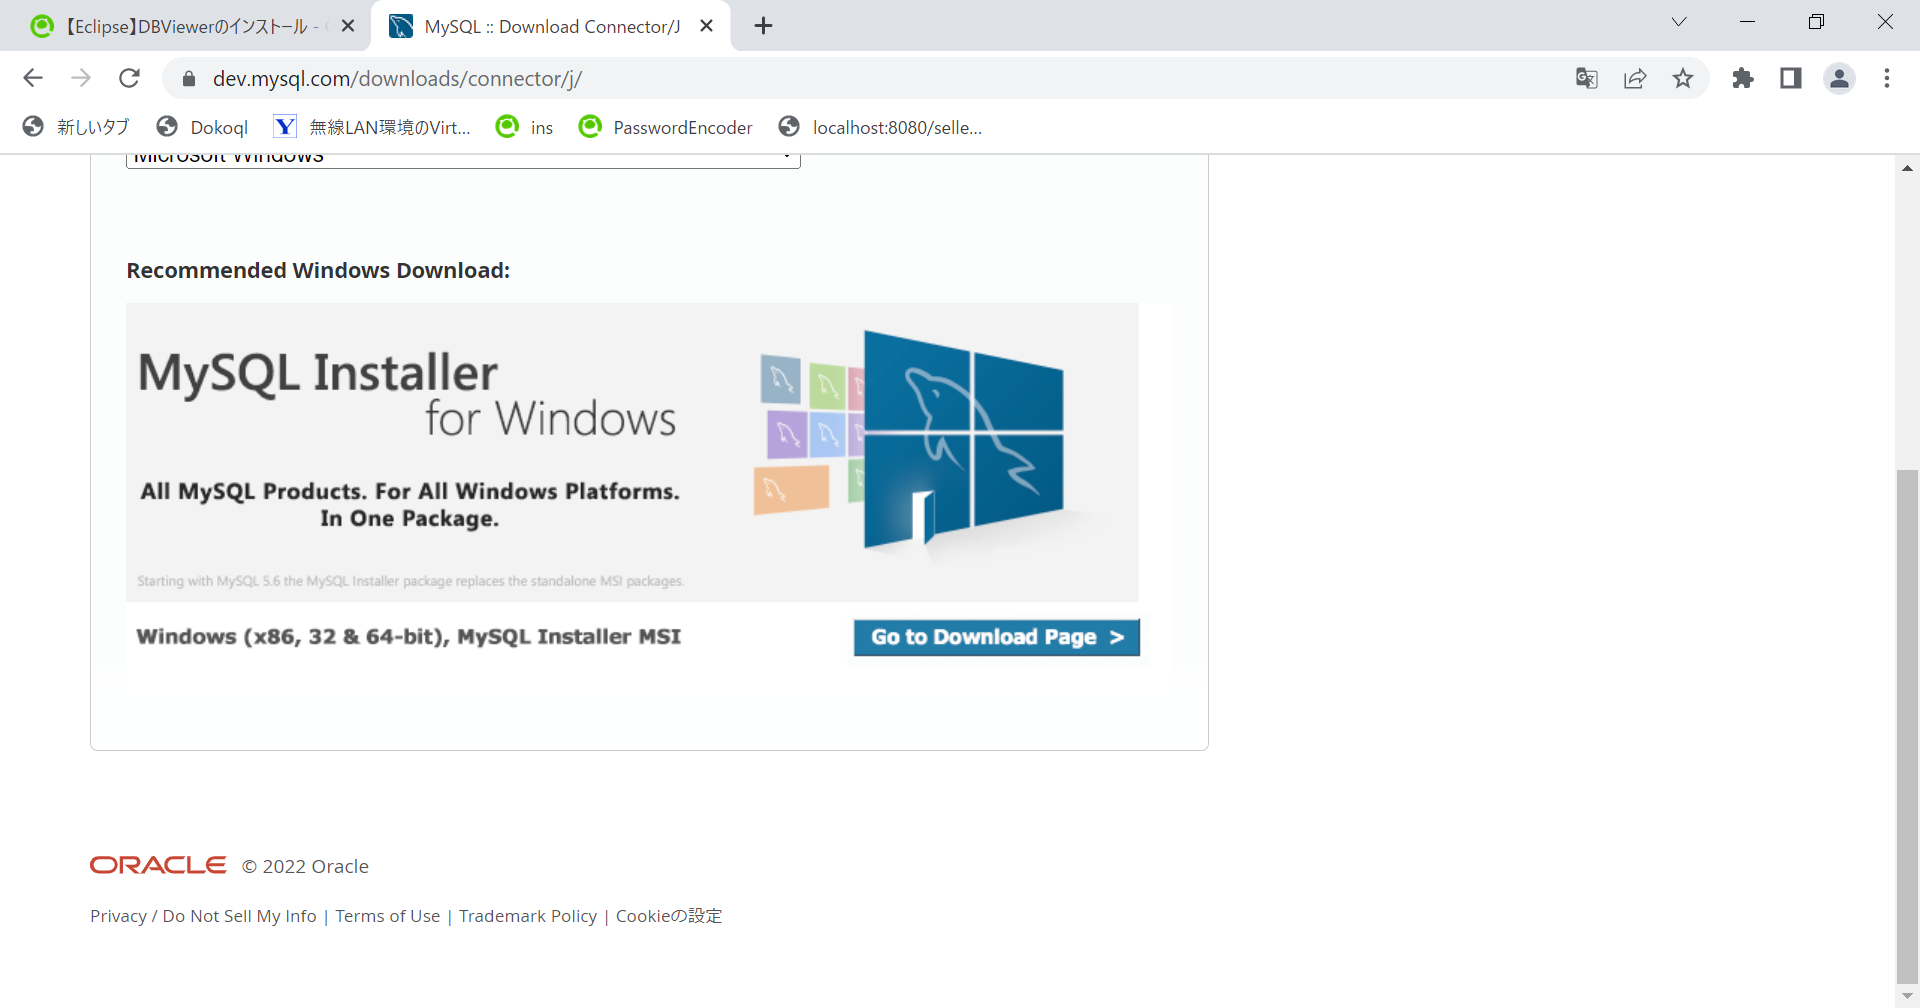 【Eclipse】DBViewerのインストール -
MySQL :: Download Connector/J
dev.mysql.com/downloads/connector/j/
新しいタブ
Dokoql
無線LAN環境のVirt...
ins
PasswordEncoder
localhost:8080/selle...
Microsoft Windows
Recommended Windows Download:
MySQL Installer
for Windows
All MySQL Products. For All Windows Platforms.
In One Package.
Starting with MySQL 5.6 the MySQL Installer package replaces the standalone MSI packages.
Windows (x86, 32 & 64-bit), MySQL Installer MSI
Go to Download Page >
ORACLE © 2022 Oracle
Privacy / Do Not Sell My Info | Terms of Use | Trademark Policy | Cookieの設定